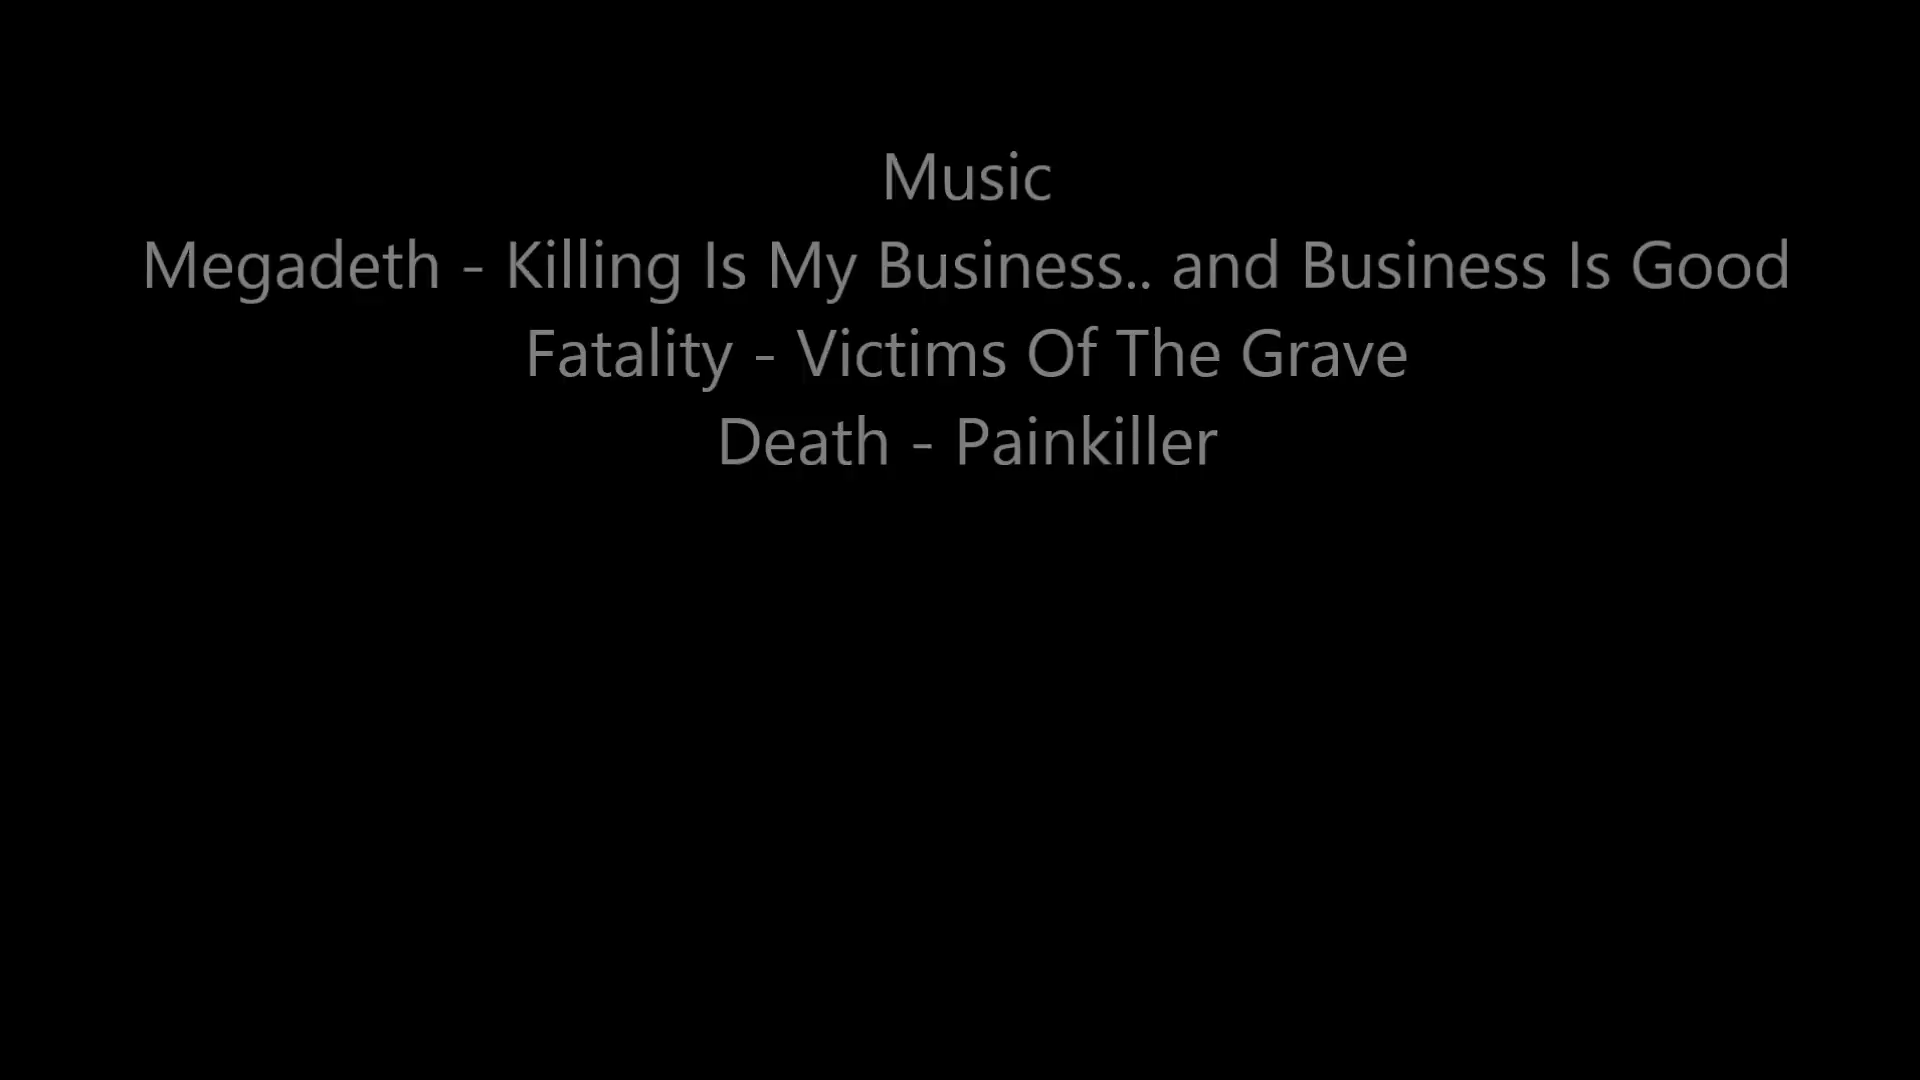 Music
Megadeth - Killing Is My Business.. and Business Is Good
Fatality - Victims Of The Grave
Death - Painkiller